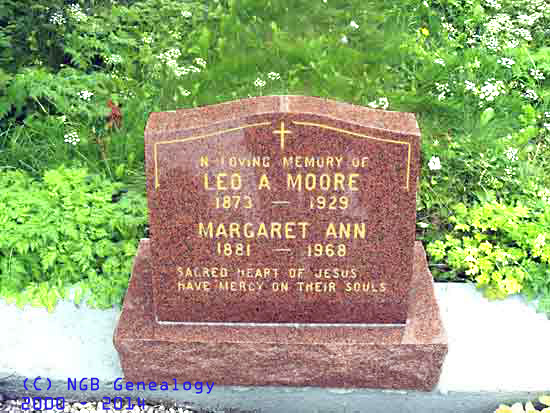 IN LOVING MEMORY OF
LEO A MOORE
1873 — 1929
MARGARET ANN
1881 — 1968
SACRED HEART OF JESUS
HAVE MERCY ON THEIR SOULS
(C) NGB Genealogy
2000 - 2014